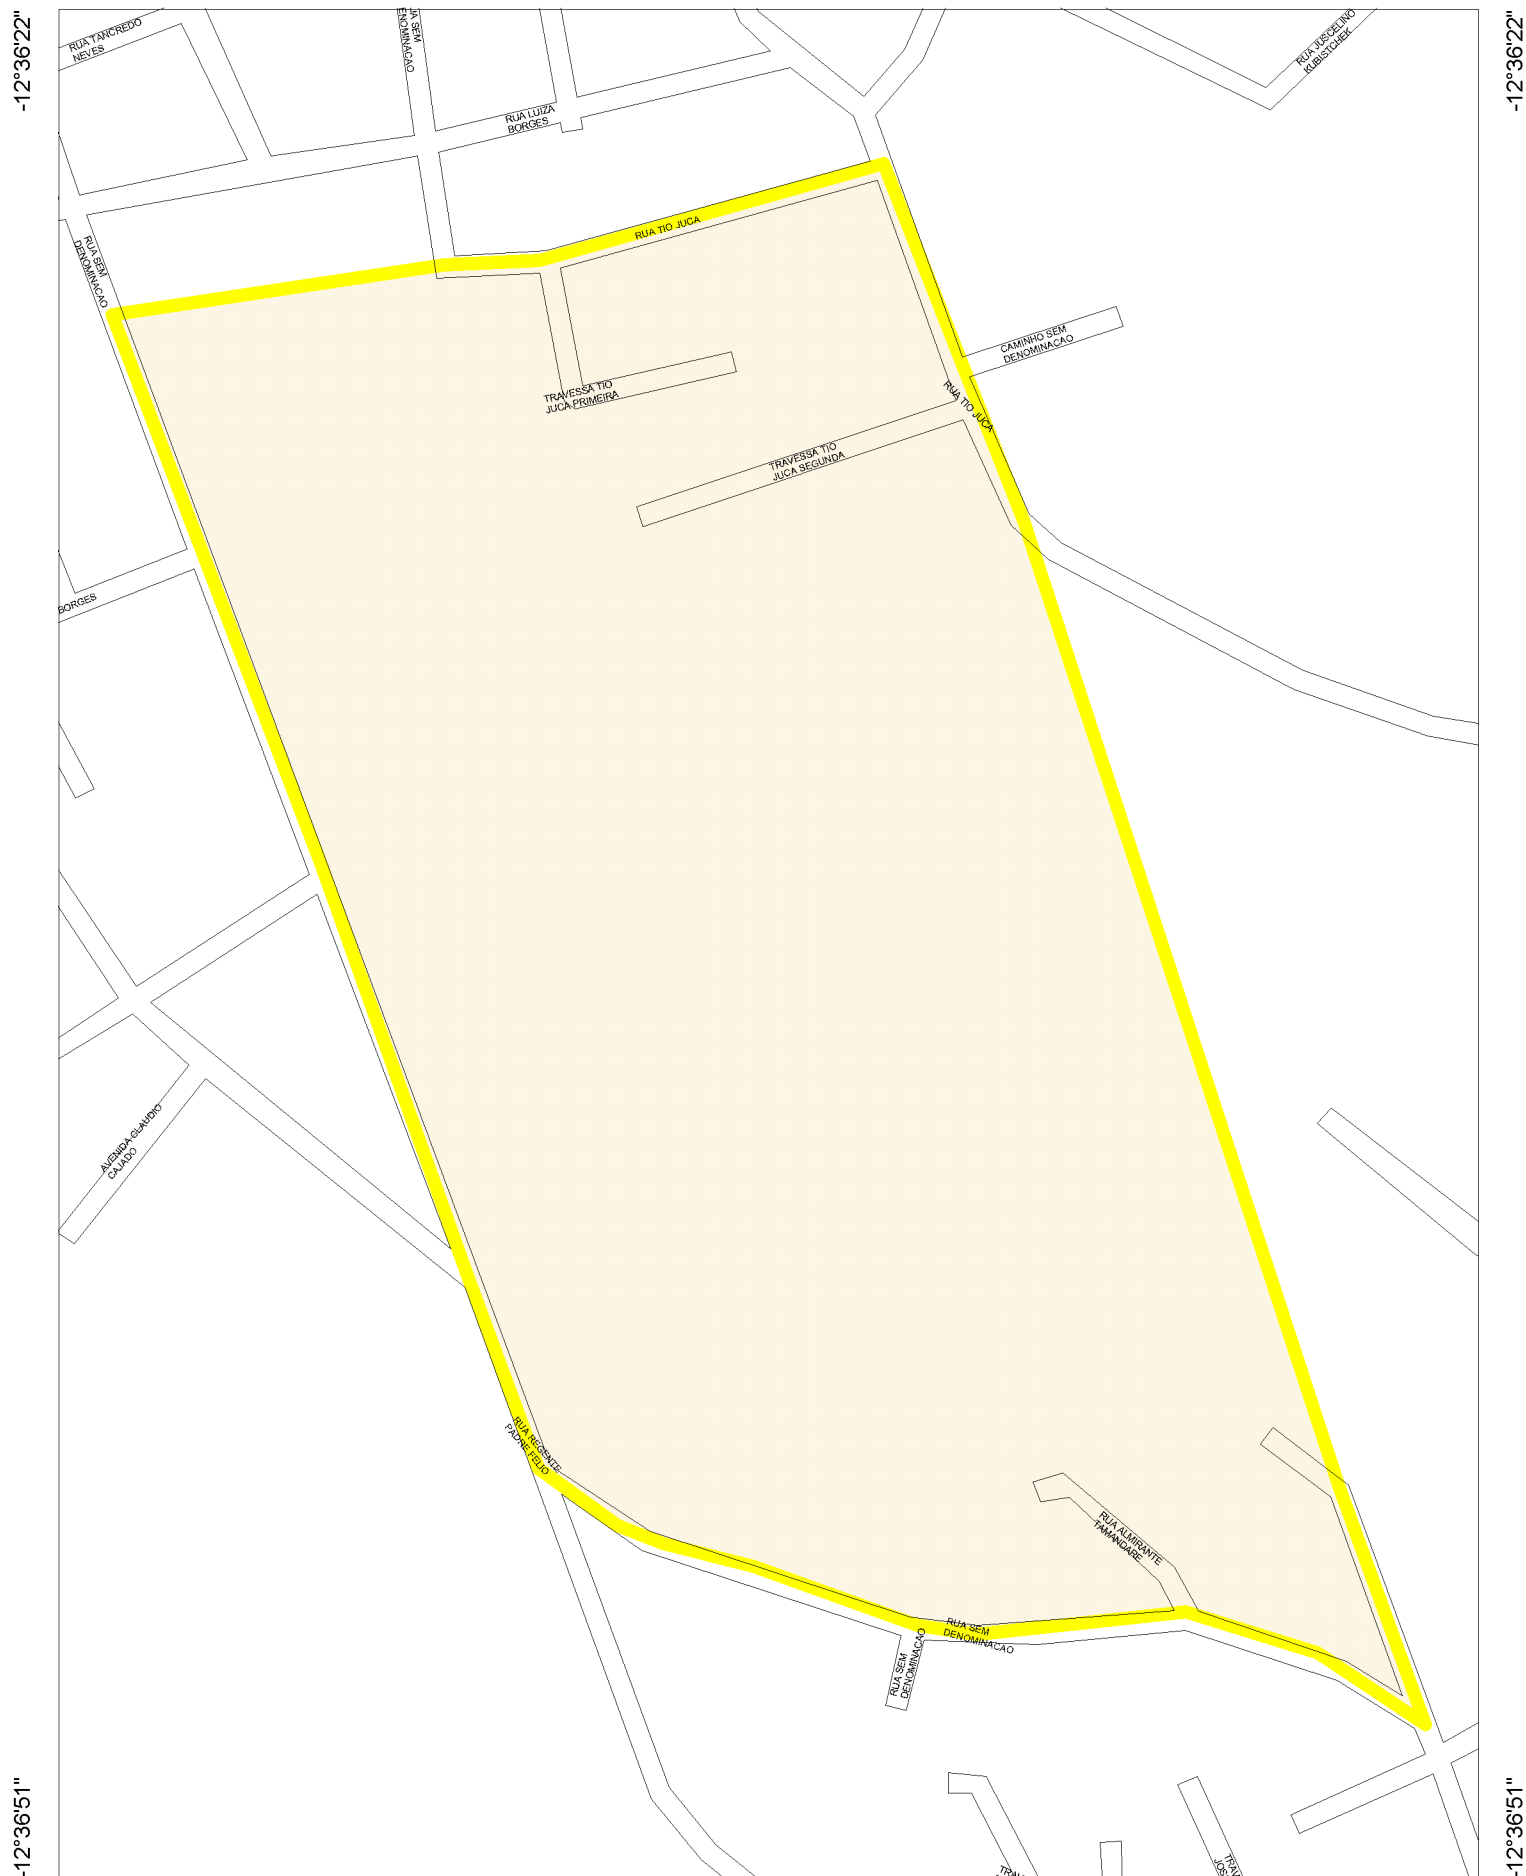 -12°36'22"
-12°36'22"
RUA TANCREDO
NEVES
RUA JUSCELINO
KUBISTCHEK
RUA LUIZA
BORGES
RUA TIO JUCA
RUA SEM
DENOMINACAO
CAMINHO SEM
DENOMINACAO
TRAVESSA TIO
JUCA PRIMEIRA
RUA TIO JUCA
TRAVESSA TIO
JUCA SEGUNDA
BORGES
AVENIDA CLAUDIO
CAJADO
RUA REGENTE
PADRE FEIJO
RUA ALMIRANTE
TAMANDARE
RUA SEM
DENOMINACAO
RUA SEM
DENOMINACAO
-12°36'51"
-12°36'51"